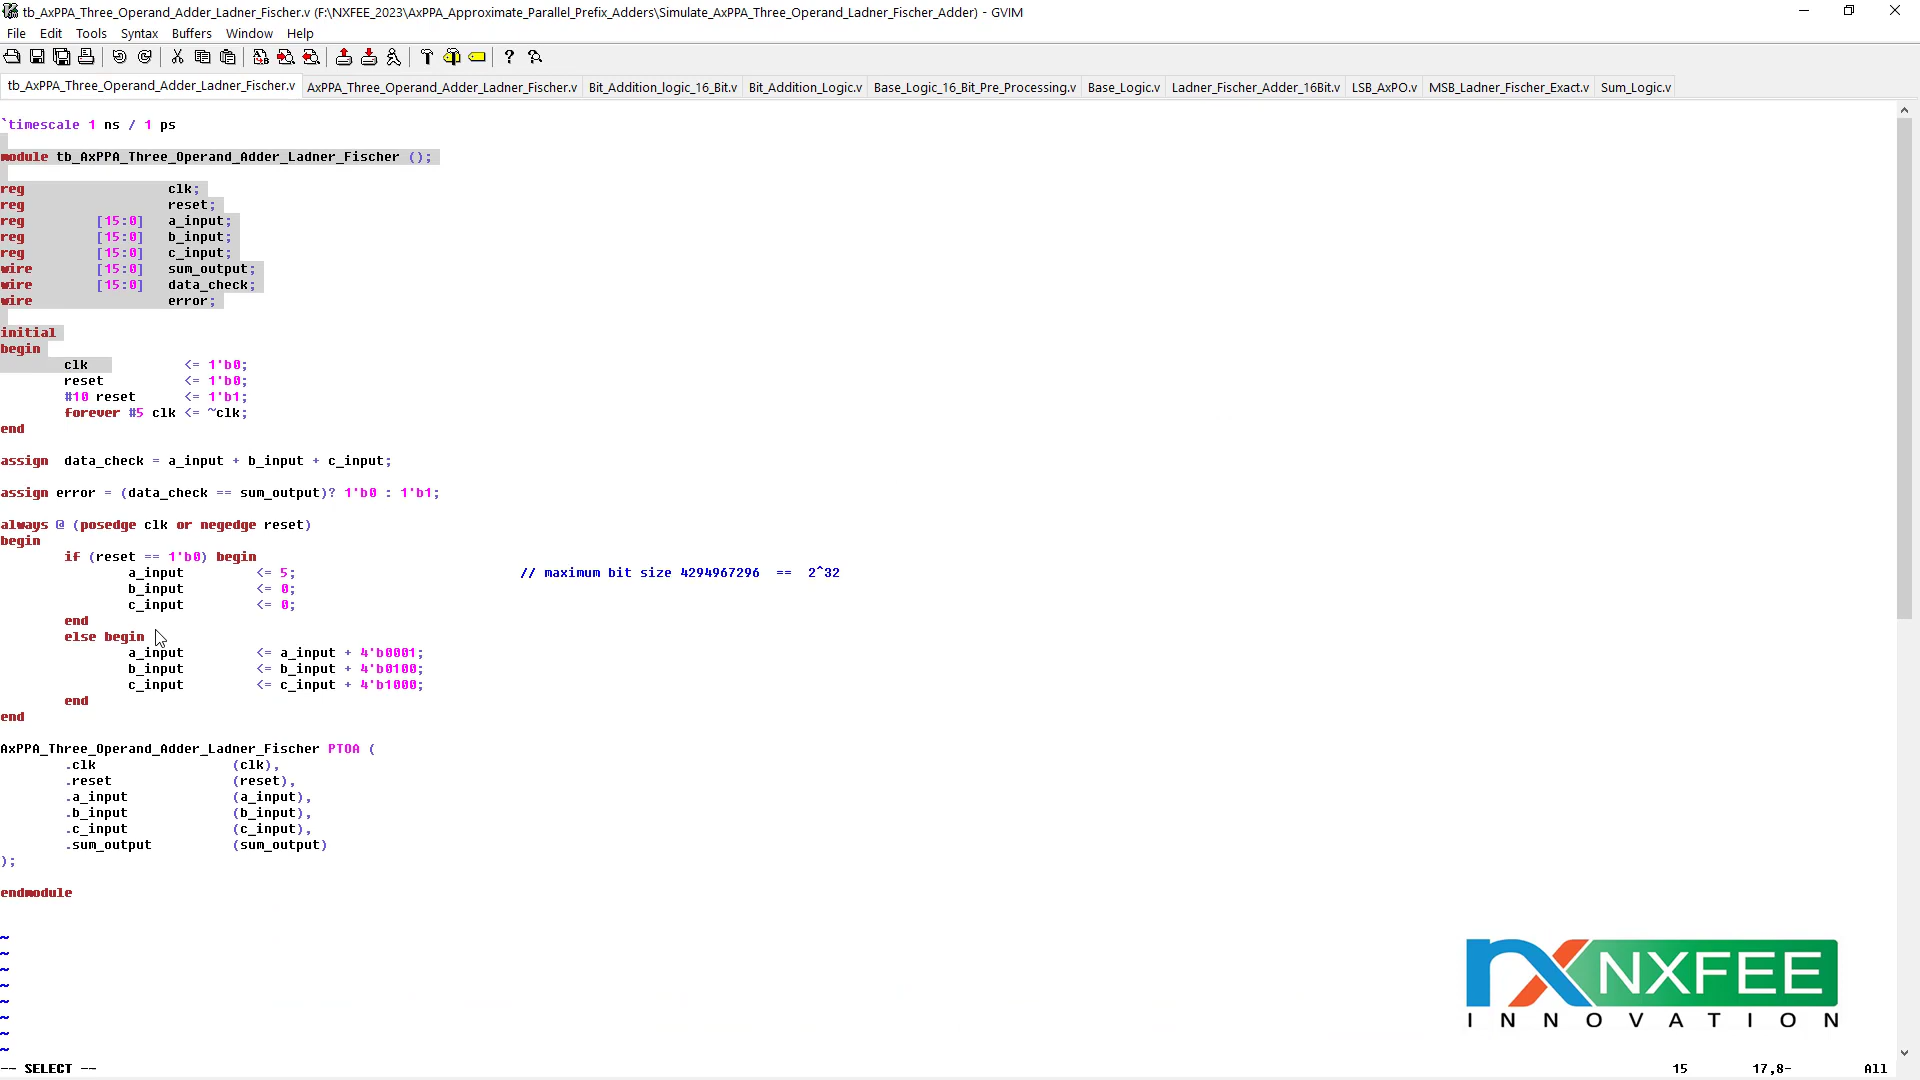 tb_AxPPA_Three_Operand_Adder_Ladner_Fischer.v (F:\NXFEE_2023\AxPPA_Approximate_Parallel_Prefix_Adders\Simulate_AxPPA_Three_Operand_Ladner_Fischer_Adder) - GVIM
File Edit Tools Syntax Buffers Window Help
tb_AxPPA_Three_Operand_Adder_Ladner_Fischer.v AxPPA_Three_Operand_Adder_Ladner_Fischer.v Bit_Addition_logic_16_Bit.v Bit_Addition_Logic.v Base_Logic_16_Bit_Pre_Processing.v Base_Logic.v Ladner_Fischer_Adder_16Bit.v LSB_AxPO.v MSB_Ladner_Fischer_Exact.v Sum_Logic.v
`timescale 1 ns / 1 ps
module tb_AxPPA_Three_Operand_Adder_Ladner_Fischer ();
reg clk;
reg reset;
reg [15:0] a_input;
reg [15:0] b_input;
reg [15:0] c_input;
wire [15:0] sum_output;
wire [15:0] data_check;
wire error;
initial
begin
clk <= 1'b0;
reset <= 1'b0;
#10 reset <= 1'b1;
forever #5 clk <= ~clk;
end
assign data_check = a_input + b_input + c_input;
assign error = (data_check == sum_output)? 1'b0 : 1'b1;
always @ (posedge clk or negedge reset)
begin
if (reset == 1'b0) begin
a_input <= 5; // maximum bit size 4294967296 == 2^32
b_input <= 0;
c_input <= 0;
end
else begin
a_input <= a_input + 4'b0001;
b_input <= b_input + 4'b0100;
c_input <= c_input + 4'b1000;
end
end
AxPPA_Three_Operand_Adder_Ladner_Fischer PTOA (
.clk (clk),
.reset (reset),
.a_input (a_input),
.b_input (b_input),
.c_input (c_input),
.sum_output (sum_output)
);
endmodule
~
~
~
~
~
~
~
~
NXFEE
INNOVATION
-- SELECT -- 15 17,8- All